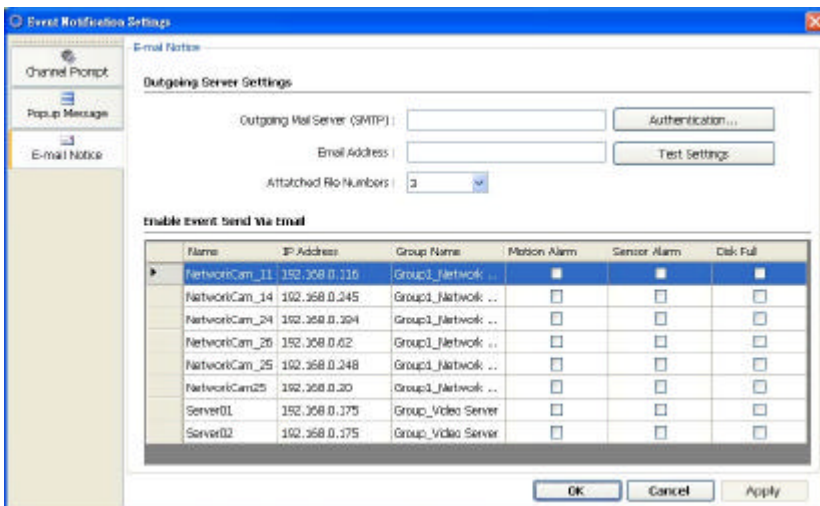 Event Notification Settings
Channel Prompt
Popup Message
E-mail Notice
E-mail Notice
Outgoing Server Settings
Outgoing Mail Server (SMTP) :
Authentication...
Email Address :
Test Settings
Attatched File Numbers :
3
Enable Event Send Via Email
Name IP Address Group Name Motion Alarm Sensor Alarm Disk Full
NetworkCam_11 192.168.0.116 Group1_Network ...
NetworkCam_14 192.168.0.245 Group1_Network ...
NetworkCam_24 192.168.0.194 Group1_Network ...
NetworkCam_26 192.168.0.62 Group1_Network ...
NetworkCam_25 192.168.0.248 Group1_Network ...
NetworkCam25 192.168.0.20 Group1_Network ...
Server01 192.168.0.175 Group_Video Server
Server02 192.168.0.175 Group_Video Server
OK Cancel Apply